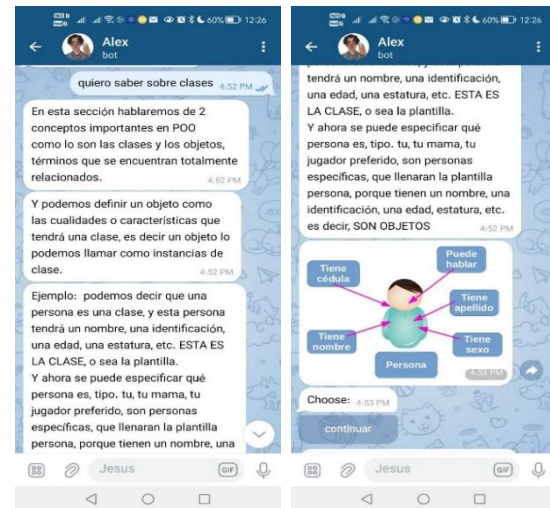 60% 12:26
Alex
bot
quiero saber sobre clases 4:52 PM
En esta sección hablaremos de 2
conceptos importantes en POO
como lo son las clases y los objetos,
términos que se encuentran totalmente
relacionados. 4:52 PM
Y podemos definir un objeto como
las cualidades o características que
tendrá una clase, es decir un objeto lo
podemos llamar como instancias de
clase. 4:52 PM
Ejemplo: podemos decir que una
persona es una clase, y esta persona
tendrá un nombre, una identificación,
una edad, una estatura, etc. ESTA ES
LA CLASE, o sea la plantilla.
Y ahora se puede especificar qué
persona es, tipo. tu, tu mama, tu
jugador preferido, son personas
específicas, que llenaran la plantilla
persona, porque tienen un nombre, una
Jesus GIF
60% 12:26
Alex
bot
tendrá un nombre, una identificación,
una edad, una estatura, etc. ESTA ES
LA CLASE, o sea la plantilla.
Y ahora se puede especificar qué
persona es, tipo. tu, tu mama, tu
jugador preferido, son personas
específicas, que llenaran la plantilla
persona, porque tienen un nombre, una
identificación, una edad, estatura, etc.
es decir, SON OBJETOS 4:52 PM
Puede
hablar
Tiene
cédula
Tiene
apellido
Tiene
nombre
Tiene
sexo
Persona
4:53 PM
Choose: 4:53 PM
continuar
Jesus GIF